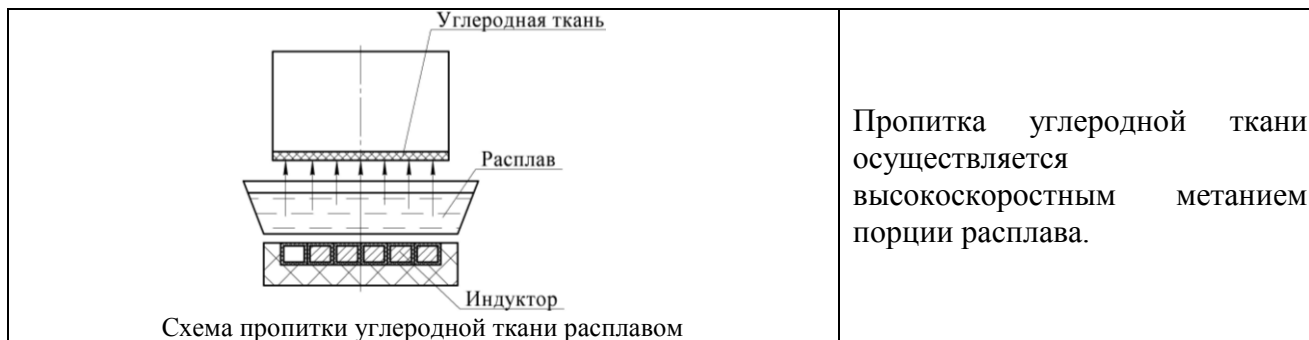 Углеродная ткань
Расплав
Индуктор
Схема пропитки углеродной ткани расплавом
Пропитка углеродной ткани
осуществляется
высокоскоростным метанием
порции расплава.